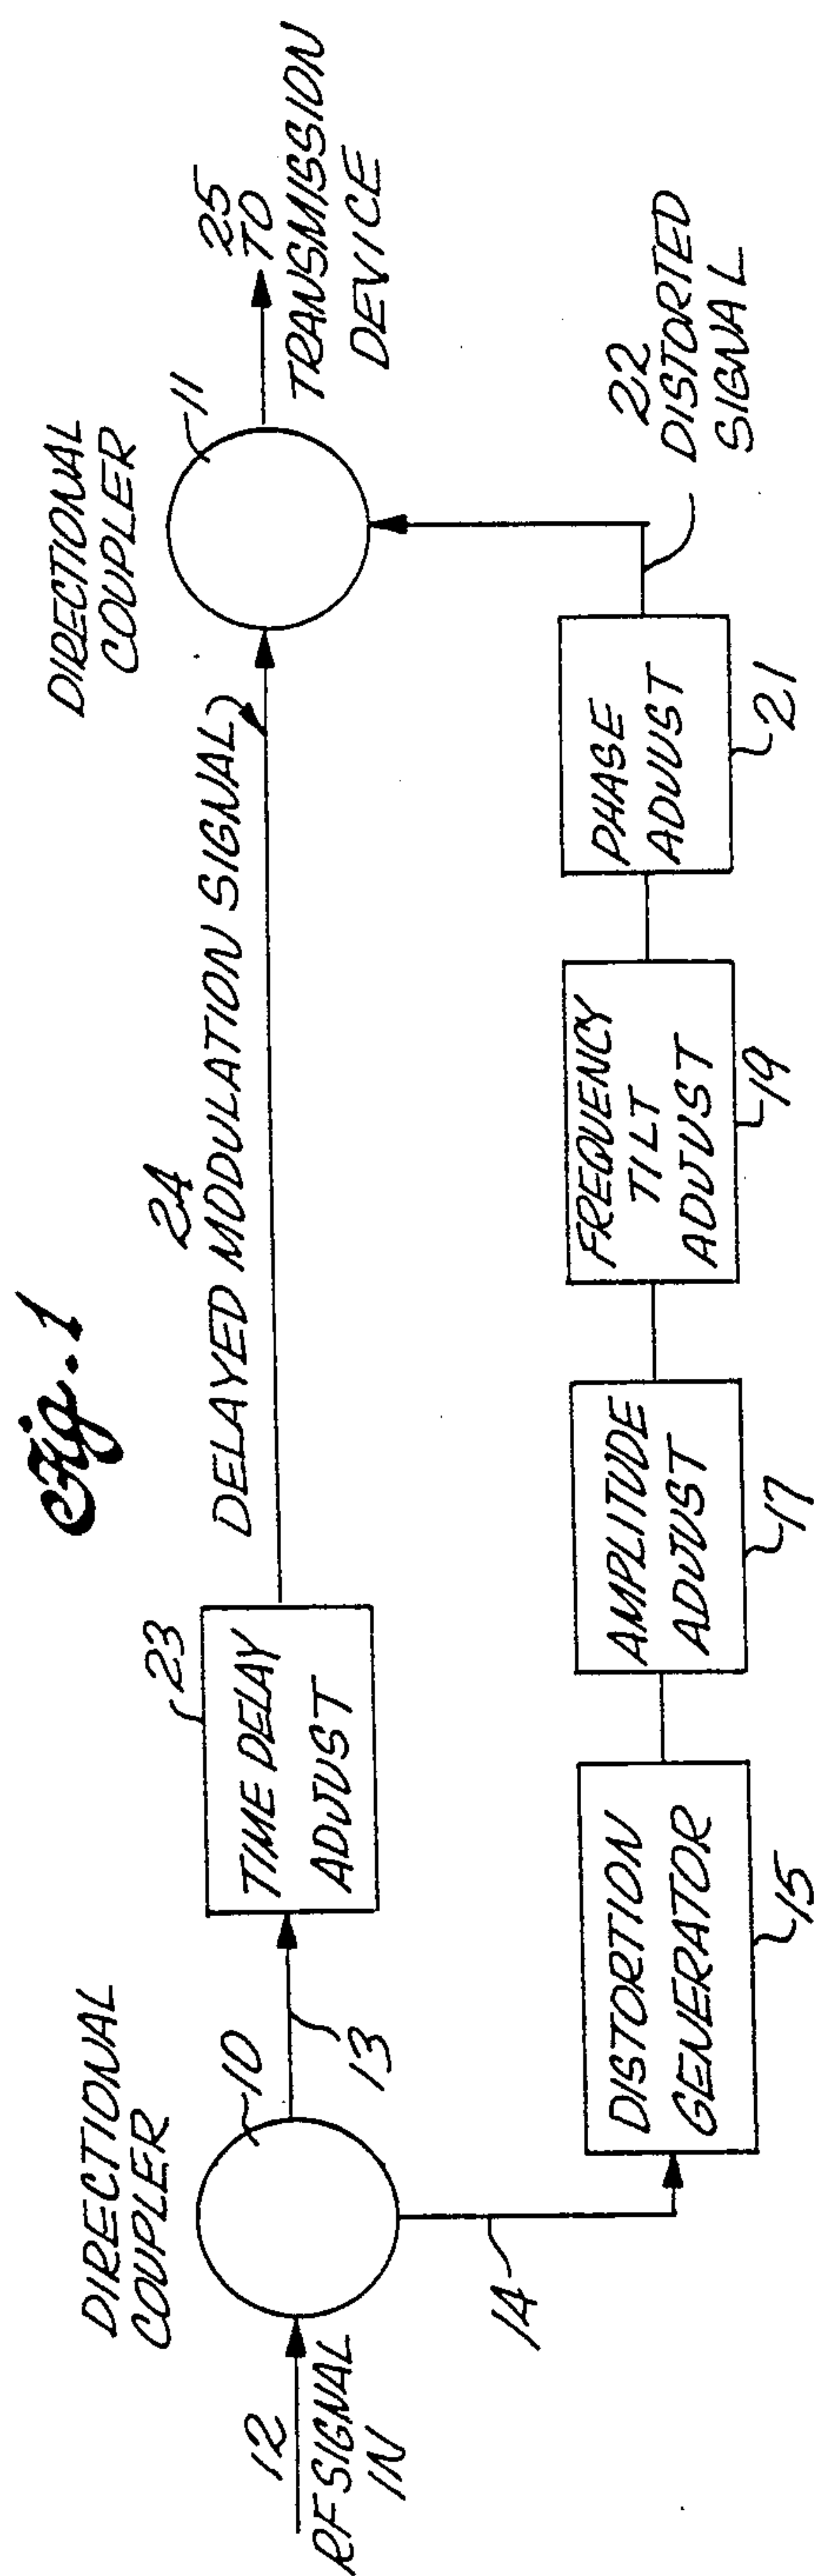 Fig. 1
DIRECTIONAL
COUPLER
10
12
RF SIGNAL
IN
13
14
23
TIME DELAY
ADJUST
24
DELAYED MODULATION SIGNAL
DIRECTIONAL
COUPLER
11
25
TO
TRANSMISSION
DEVICE
DISTORTION
GENERATOR
15
AMPLITUDE
ADJUST
17
FREQUENCY
TILT
ADJUST
19
PHASE
ADJUST
21
22
DISTORTED
SIGNAL